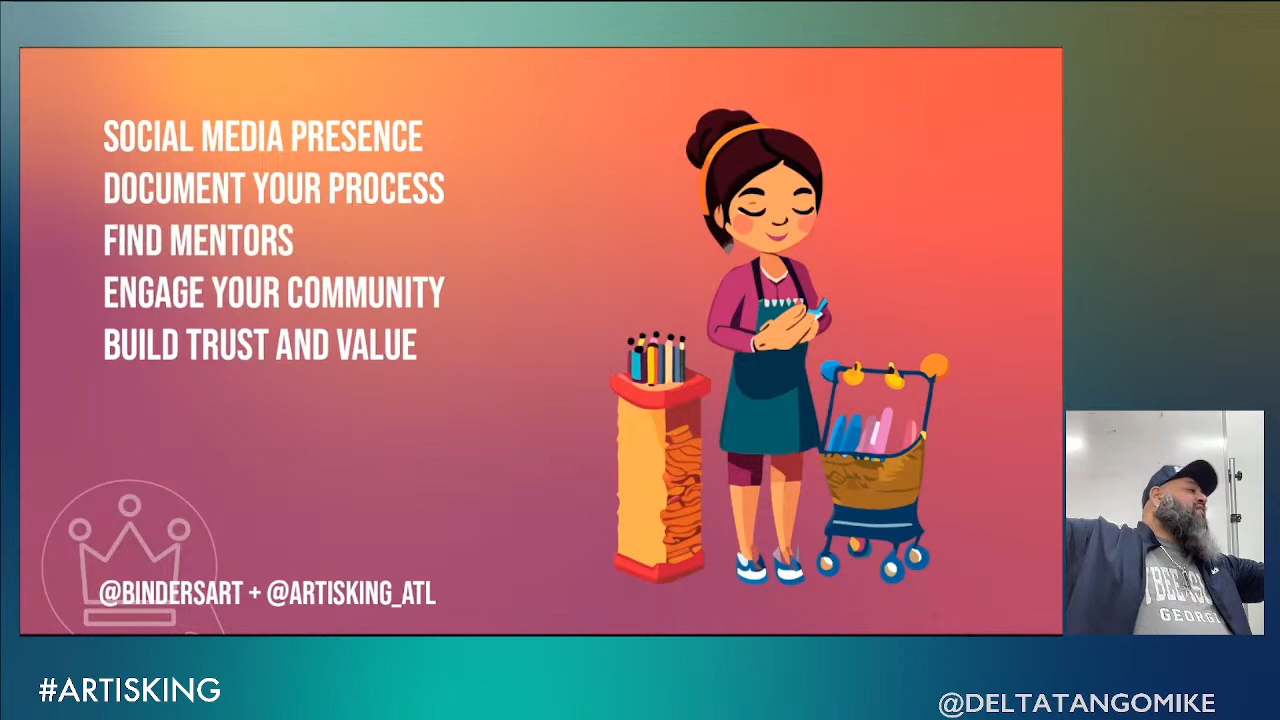 SOCIAL MEDIA PRESENCE
DOCUMENT YOUR PROCESS
FIND MENTORS
ENGAGE YOUR COMMUNITY
BUILD TRUST AND VALUE
@BINDERSART + @ARTISKING_ATL
GEORGI
#ARTISKING
@DELTATANGOMIKE